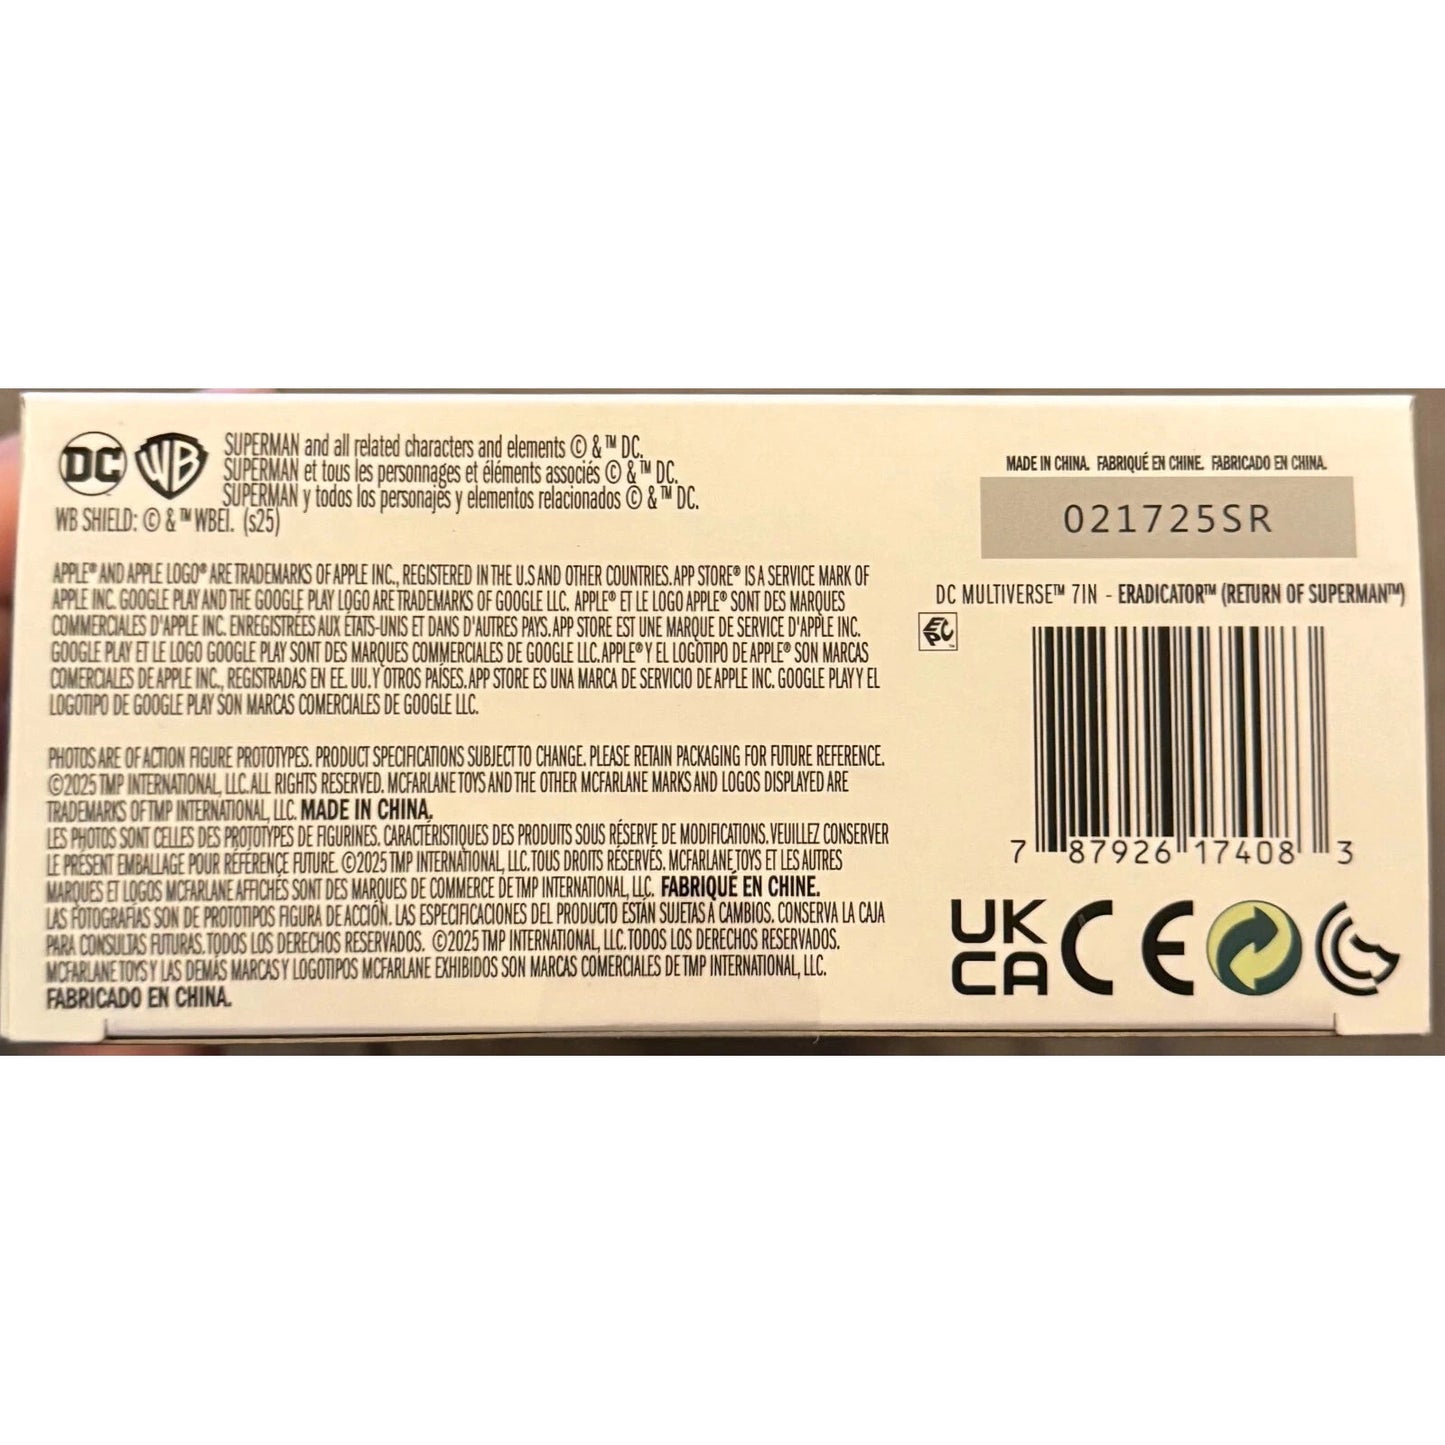 DC WB SUPERMAN and all related characters and elements © & ™ DC.
SUPERMAN et tous les personnages et éléments associés © & ™ DC.
SUPERMAN y todos los personajes y elementos relacionados © & ™ DC.
WB SHIELD: © & ™ WBEI. (s25)
APPLE® AND APPLE LOGO® ARE TRADEMARKS OF APPLE INC., REGISTERED IN THE U.S AND OTHER COUNTRIES. APP STORE® IS A SERVICE MARK OF
APPLE INC. GOOGLE PLAY AND THE GOOGLE PLAY LOGO ARE TRADEMARKS OF GOOGLE LLC. APPLE® ET LE LOGO APPLE® SONT DES MARQUES
COMMERCIALES D'APPLE INC. ENREGISTRÉES AUX ÉTATS-UNIS ET DANS D'AUTRES PAYS. APP STORE EST UNE MARQUE DE SERVICE D'APPLE INC.
GOOGLE PLAY ET LE LOGO GOOGLE PLAY SONT DES MARQUES COMMERCIALES DE GOOGLE LLC. APPLE® Y EL LOGOTIPO DE APPLE® SON MARCAS
COMERCIALES DE APPLE INC., REGISTRADAS EN EE. UU. Y OTROS PAÍSES. APP STORE ES UNA MARCA DE SERVICIO DE APPLE INC. GOOGLE PLAY Y EL
LOGOTIPO DE GOOGLE PLAY SON MARCAS COMERCIALES DE GOOGLE LLC.
PHOTOS ARE OF ACTION FIGURE PROTOTYPES. PRODUCT SPECIFICATIONS SUBJECT TO CHANGE. PLEASE RETAIN PACKAGING FOR FUTURE REFERENCE.
©2025 TMP INTERNATIONAL, LLC. ALL RIGHTS RESERVED. MCFARLANE TOYS AND THE OTHER MCFARLANE MARKS AND LOGOS DISPLAYED ARE
TRADEMARKS OF TMP INTERNATIONAL, LLC. MADE IN CHINA.
LES PHOTOS SONT CELLES DES PROTOTYPES DE FIGURINES. CARACTÉRISTIQUES DES PRODUITS SOUS RÉSERVE DE MODIFICATIONS. VEUILLEZ CONSERVER
LE PRÉSENT EMBALLAGE POUR RÉFÉRENCE FUTURE. ©2025 TMP INTERNATIONAL, LLC. TOUS DROITS RÉSERVÉS. MCFARLANE TOYS ET LES AUTRES
MARQUES ET LOGOS MCFARLANE AFFICHÉS SONT DES MARQUES DE COMMERCE DE TMP INTERNATIONAL, LLC. FABRIQUÉ EN CHINE.
LAS FOTOGRAFÍAS SON DE PROTOTIPOS FIGURA DE ACCIÓN. LAS ESPECIFICACIONES DEL PRODUCTO ESTÁN SUJETAS A CAMBIOS. CONSERVA LA CAJA
PARA CONSULTAS FUTURAS. TODOS LOS DERECHOS RESERVADOS. ©2025 TMP INTERNATIONAL, LLC. TODOS LOS DERECHOS RESERVADOS.
MCFARLANE TOYS Y LAS DEMÁS MARCAS Y LOGOTIPOS MCFARLANE EXHIBIDOS SON MARCAS COMERCIALES DE TMP INTERNATIONAL, LLC.
FABRICADO EN CHINA.
MADE IN CHINA. FABRIQUÉ EN CHINE. FABRICADO EN CHINA.
021725SR
DC MULTIVERSE™ 7IN - ERADICATOR™ (RETURN OF SUPERMAN™)
EPC™
7 87926 17408 3
UK
CA CE